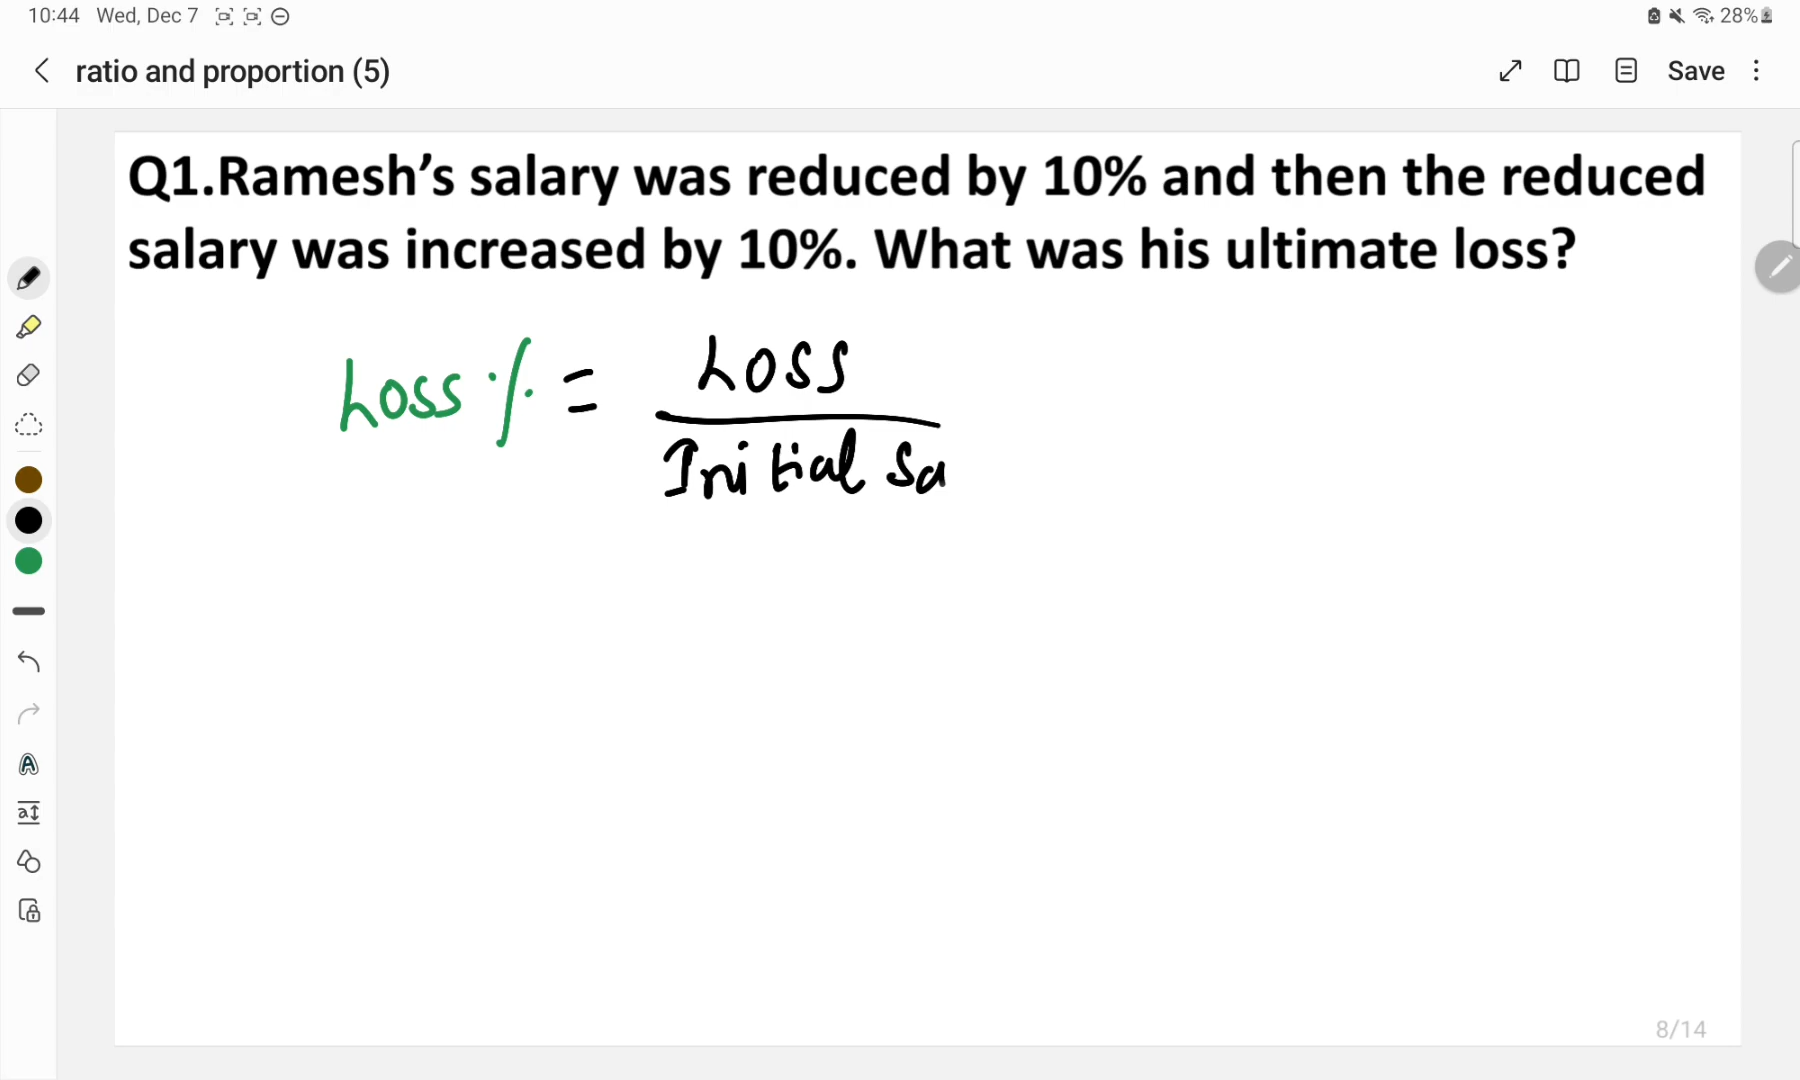 10:44 Wed, Dec 7 28%
ratio and proportion (5) Save
Q1.Ramesh’s salary was reduced by 10% and then the reduced
salary was increased by 10%. What was his ultimate loss?
Loss % = Loss
Initial Sa
8/14